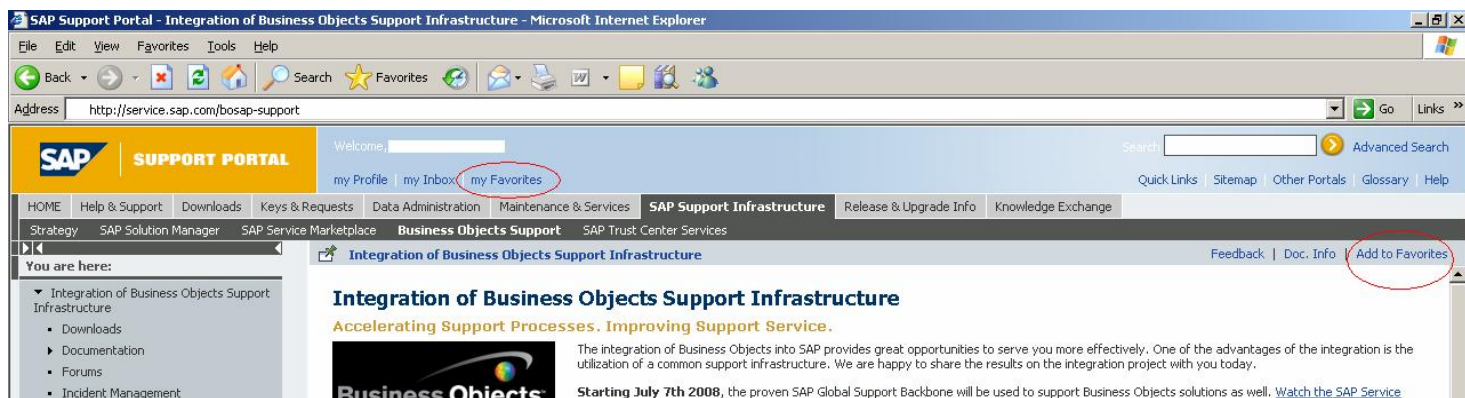 SAP Support Portal - Integration of Business Objects Support Infrastructure - Microsoft Internet Explorer
File Edit View Favorites Tools Help
Back Search Favorites
Address http://service.sap.com/bosap-support Go Links »
SAP SUPPORT PORTAL
Welcome,
Search Advanced Search
my Profile | my Inbox | my Favorites
Quick Links | Sitemap | Other Portals | Glossary | Help
HOME Help & Support Downloads Keys & Requests Data Administration Maintenance & Services SAP Support Infrastructure Release & Upgrade Info Knowledge Exchange
Strategy SAP Solution Manager SAP Service Marketplace Business Objects Support SAP Trust Center Services
You are here:
Integration of Business Objects Support Infrastructure
Feedback | Doc. Info | Add to Favorites
Integration of Business Objects Support
Infrastructure
Downloads
Documentation
Forums
Incident Management
Integration of Business Objects Support Infrastructure
Accelerating Support Processes. Improving Support Service.
Business Objects
The integration of Business Objects into SAP provides great opportunities to serve you more effectively. One of the advantages of the integration is the
utilization of a common support infrastructure. We are happy to share the results on the integration project with you today.
Starting July 7th 2008, the proven SAP Global Support Backbone will be used to support Business Objects solutions as well. Watch the SAP Service